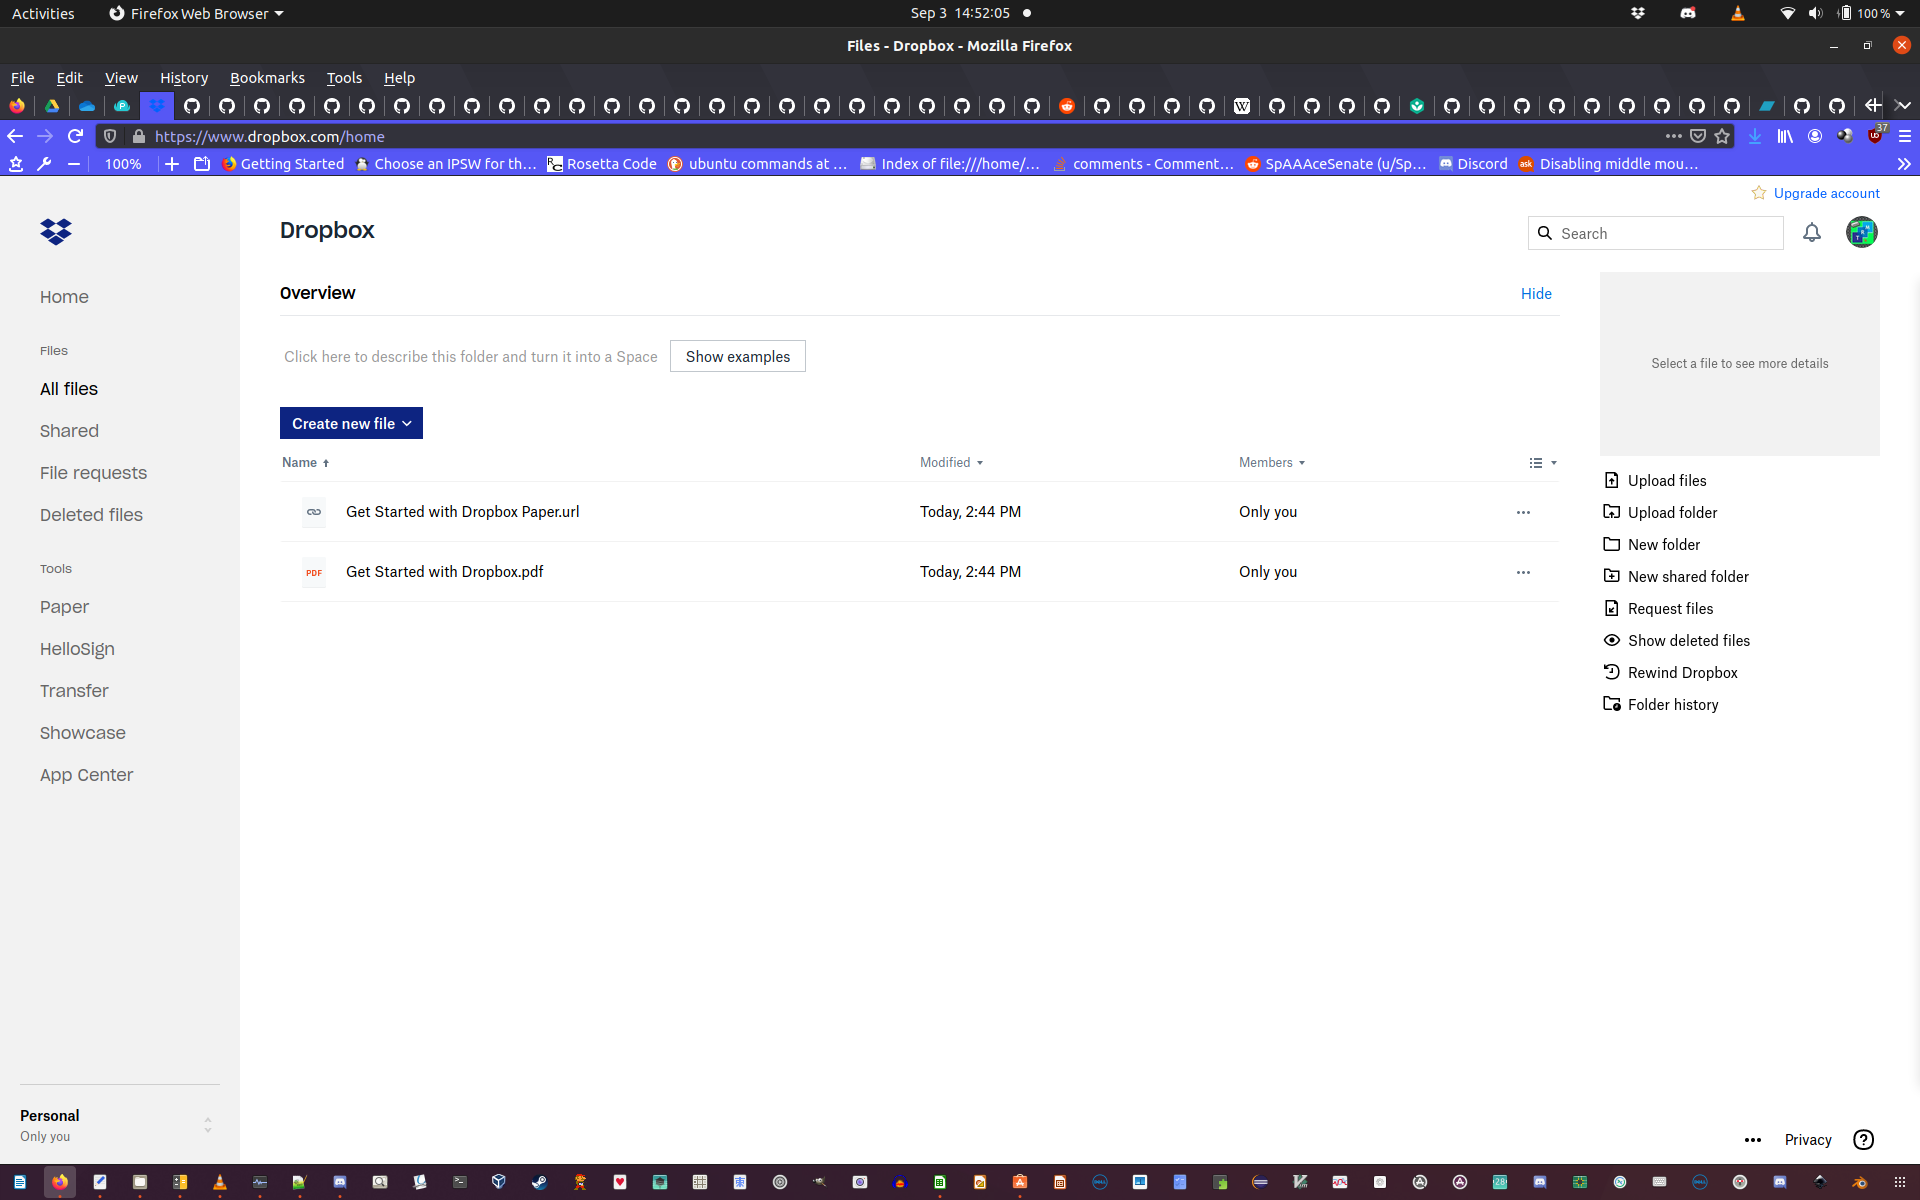 Activities Firefox Web Browser Sep 3 14:52:05 100 %
Files - Dropbox - Mozilla Firefox
File Edit View History Bookmarks Tools Help
https://www.dropbox.com/home 37
100% Getting Started Choose an IPSW for th… Rosetta Code ubuntu commands at … Index of file:///home/… comments - Comment… SpAAAceSenate (u/Sp… Discord Disabling middle mou…
Upgrade account
Dropbox
Search
Home
Overview
Hide
Files
Click here to describe this folder and turn it into a Space
Show examples
Select a file to see more details
All files
Create new file
Shared
Name Modified Members
File requests
Upload files
Get Started with Dropbox Paper.url Today, 2:44 PM Only you
Upload folder
Deleted files
New folder
Tools
PDF Get Started with Dropbox.pdf Today, 2:44 PM Only you
New shared folder
Paper
Request files
HelloSign
Show deleted files
Rewind Dropbox
Transfer
Folder history
Showcase
App Center
Personal
Only you
Privacy